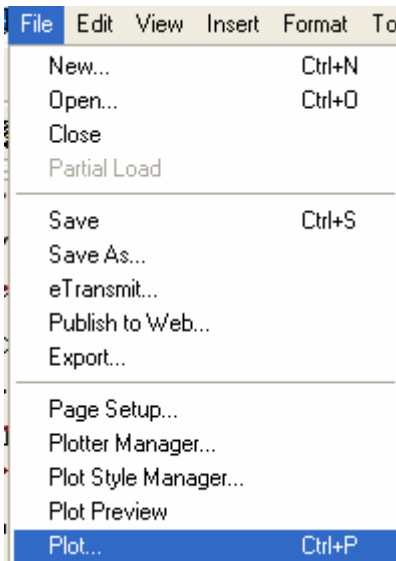 File Edit View Insert Format To
New... Ctrl+N
Open... Ctrl+O
Close
Partial Load
Save Ctrl+S
Save As...
eTransmit...
Publish to Web...
Export...
Page Setup...
Plotter Manager...
Plot Style Manager...
Plot Preview
Plot... Ctrl+P